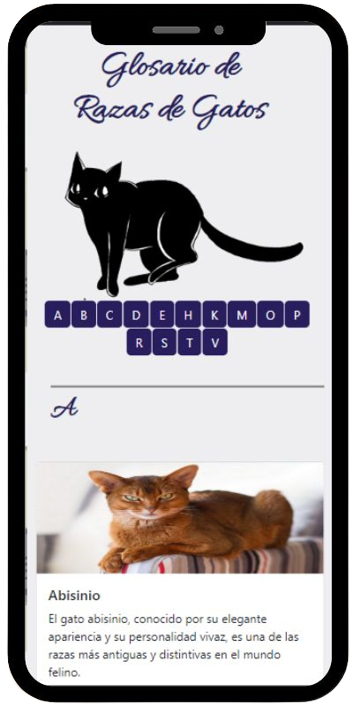 Glosario de
Razas de Gatos
A B C D E H K M O P
R S T V
A
Abisinio
El gato abisinio, conocido por su elegante
apariencia y su personalidad vivaz, es una de las
razas más antiguas y distintivas en el mundo
felino.